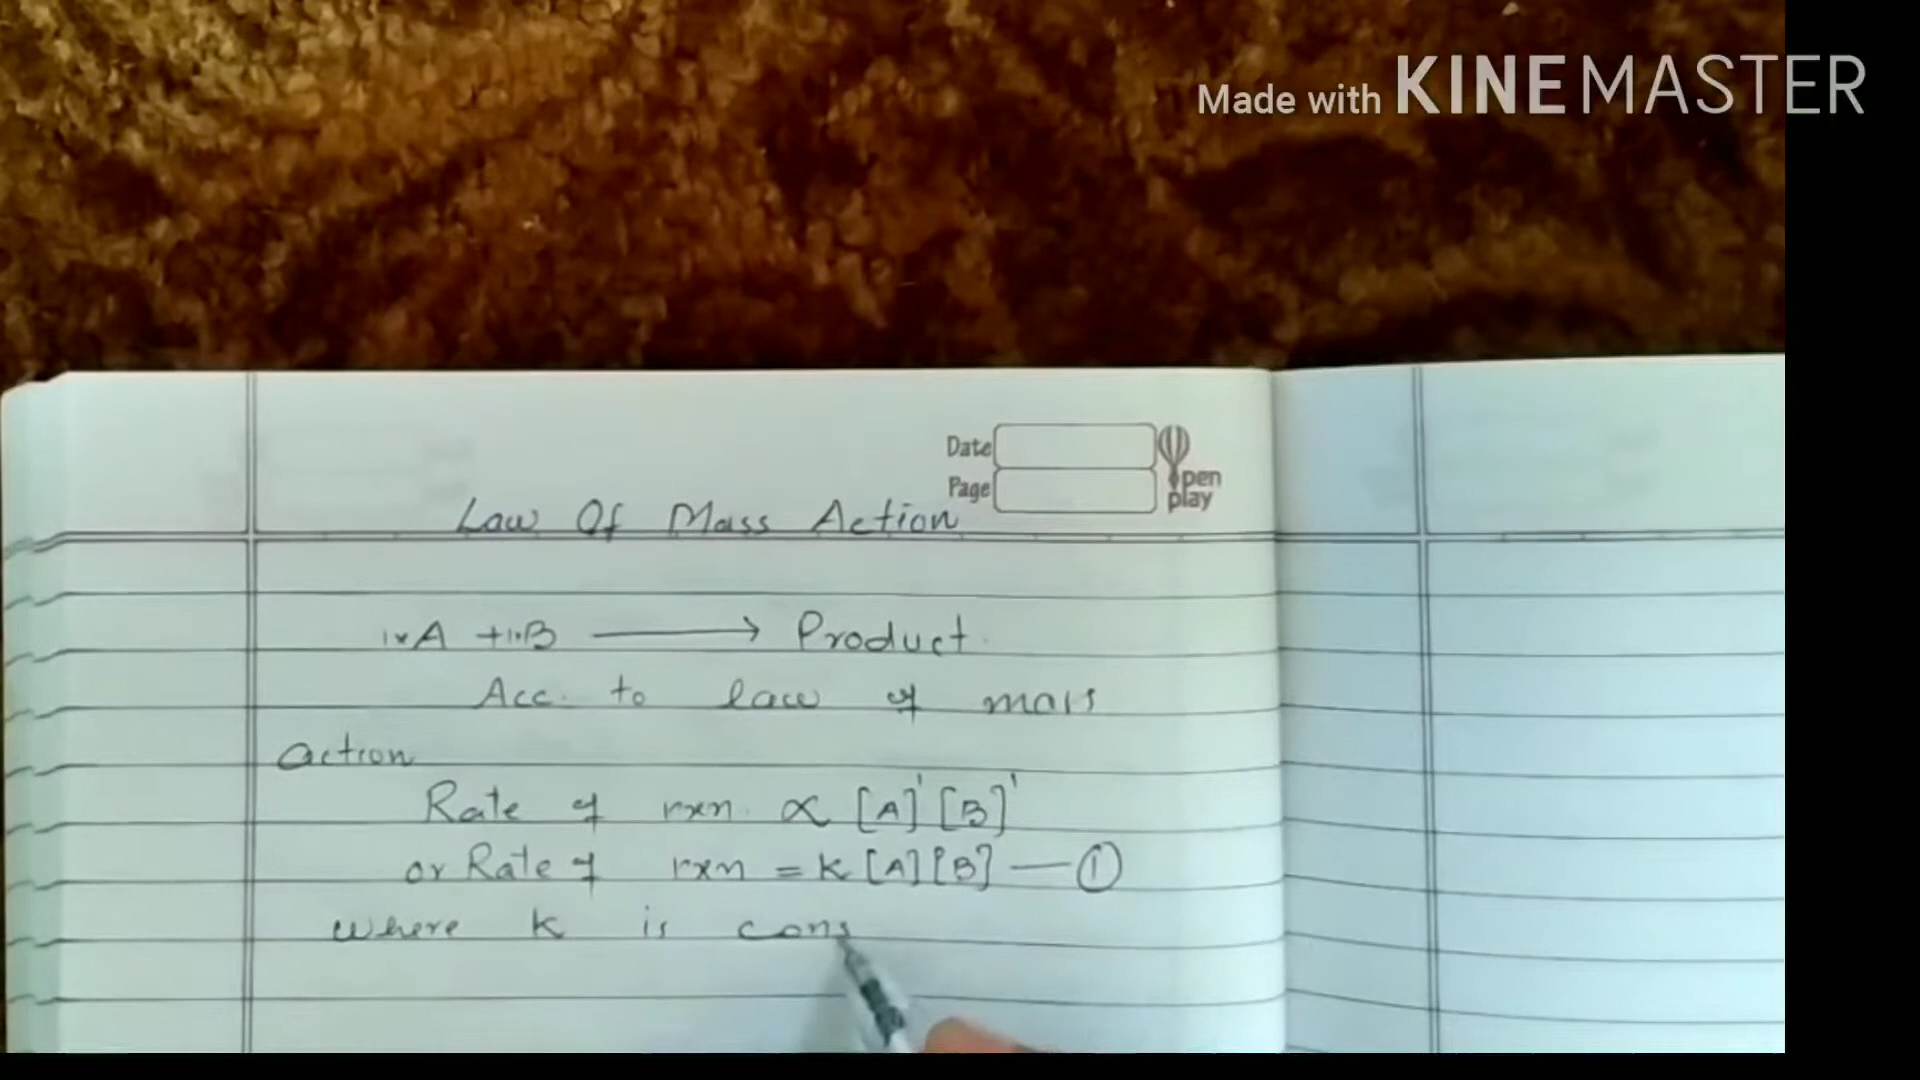 Made with KINEMASTER
Date
Page
pen
play
Law Of Mass Action
1×A + 1·B ⟶ Product
Acc. to law of mass
action
Rate of rxn. ∝ [A]¹ [B]¹
or Rate of rxn = k [A] [B] — ①
where k is cons